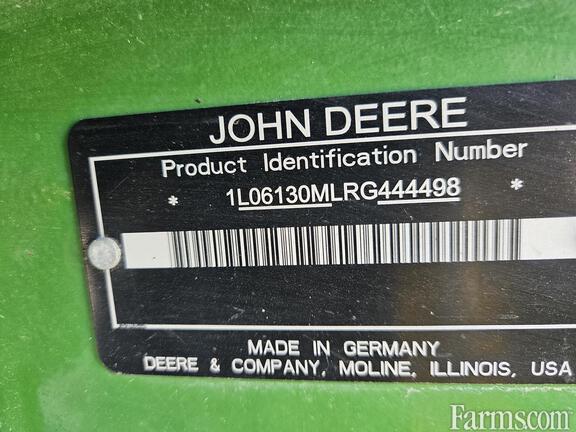 JOHN DEERE
Product Identification Number
* 1L06130MLRG444498 *
MADE IN GERMANY
DEERE & COMPANY, MOLINE, ILLINOIS, USA
Farms.com